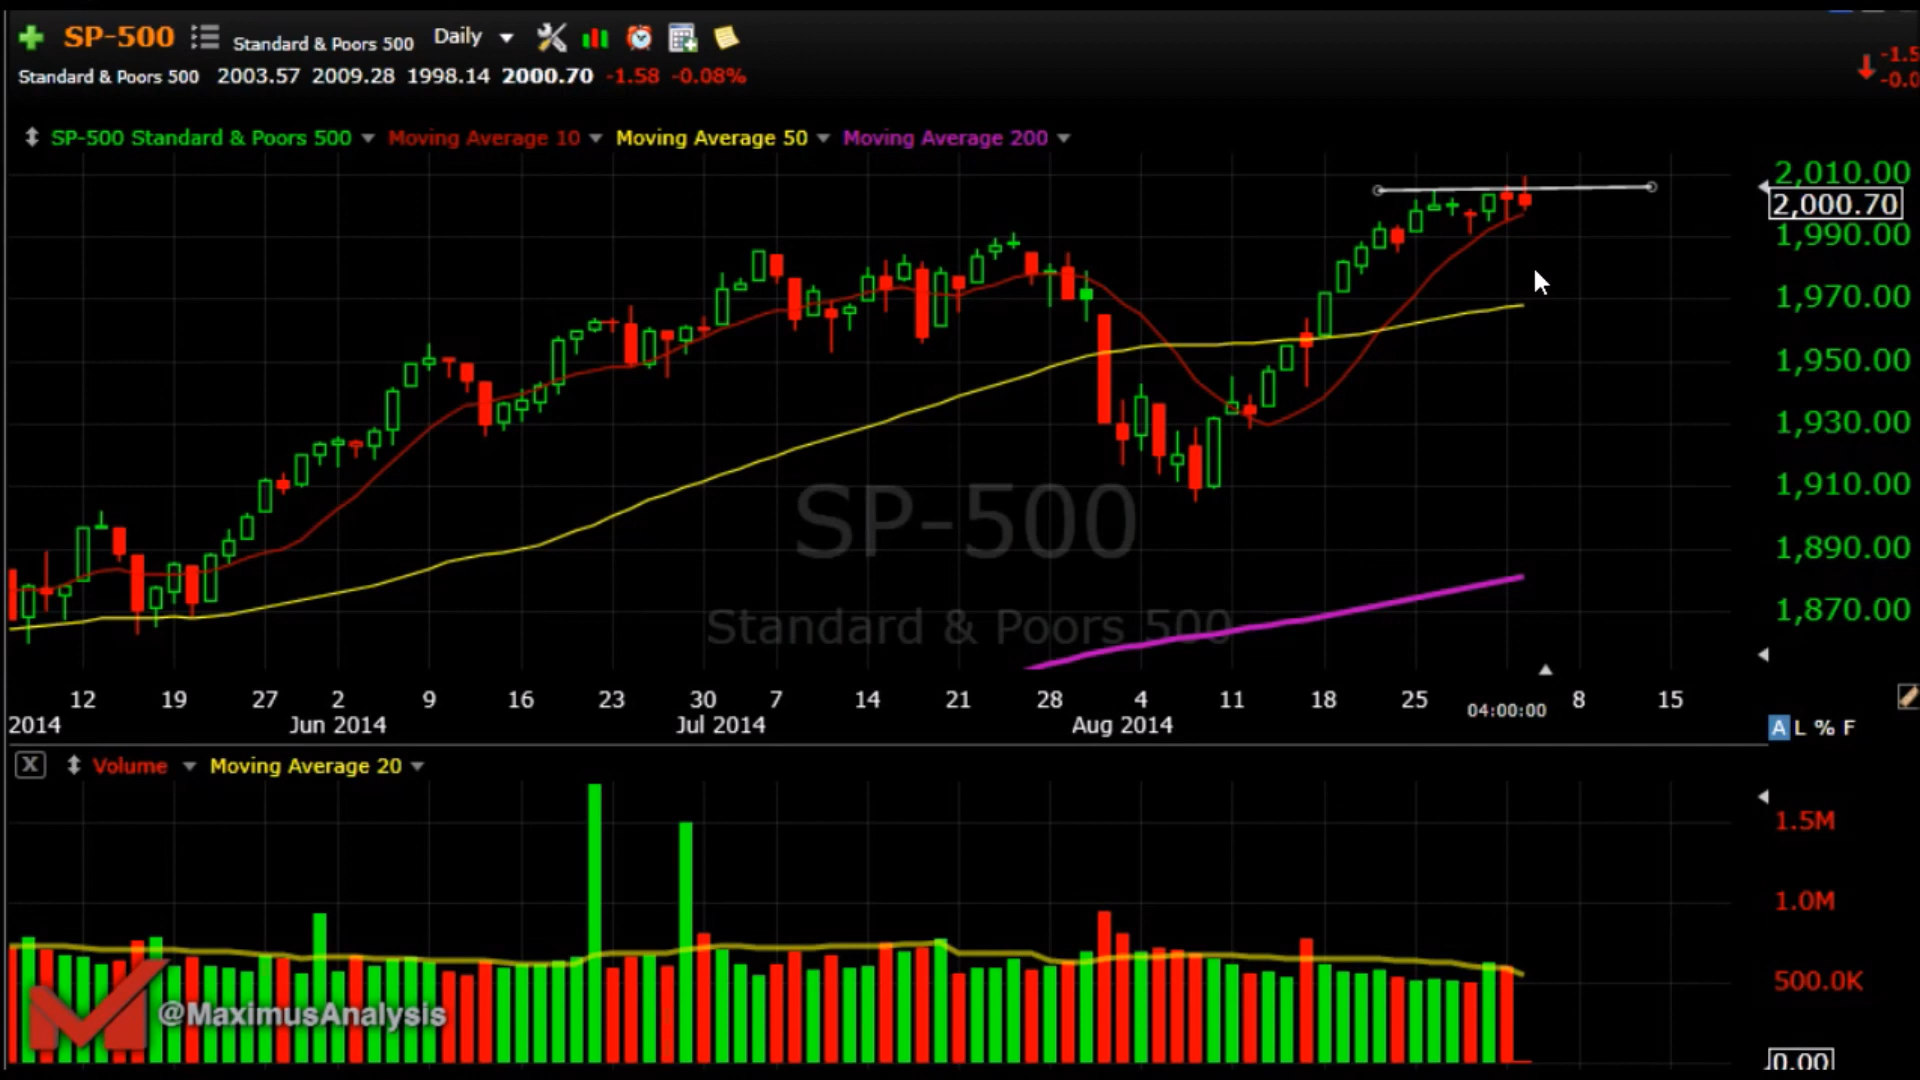 SP-500 Standard & Poors 500 Daily
Standard & Poors 500 2003.57 2009.28 1998.14 2000.70 -1.58 -0.08%
SP-500 Standard & Poors 500 Moving Average 10 Moving Average 50 Moving Average 200
2,010.00
2,000.70
1,990.00
1,970.00
1,950.00
1,930.00
1,910.00
1,890.00
1,870.00
SP-500
Standard & Poors 500
12 19 27 2 9 16 23 30 7 14 21 28 4 11 18 25 04:00:00 8 15
2014 Jun 2014 Jul 2014 Aug 2014
A L % F
X Volume Moving Average 20
1.5M
1.0M
500.0K
0.00
@MaximusAnalysis